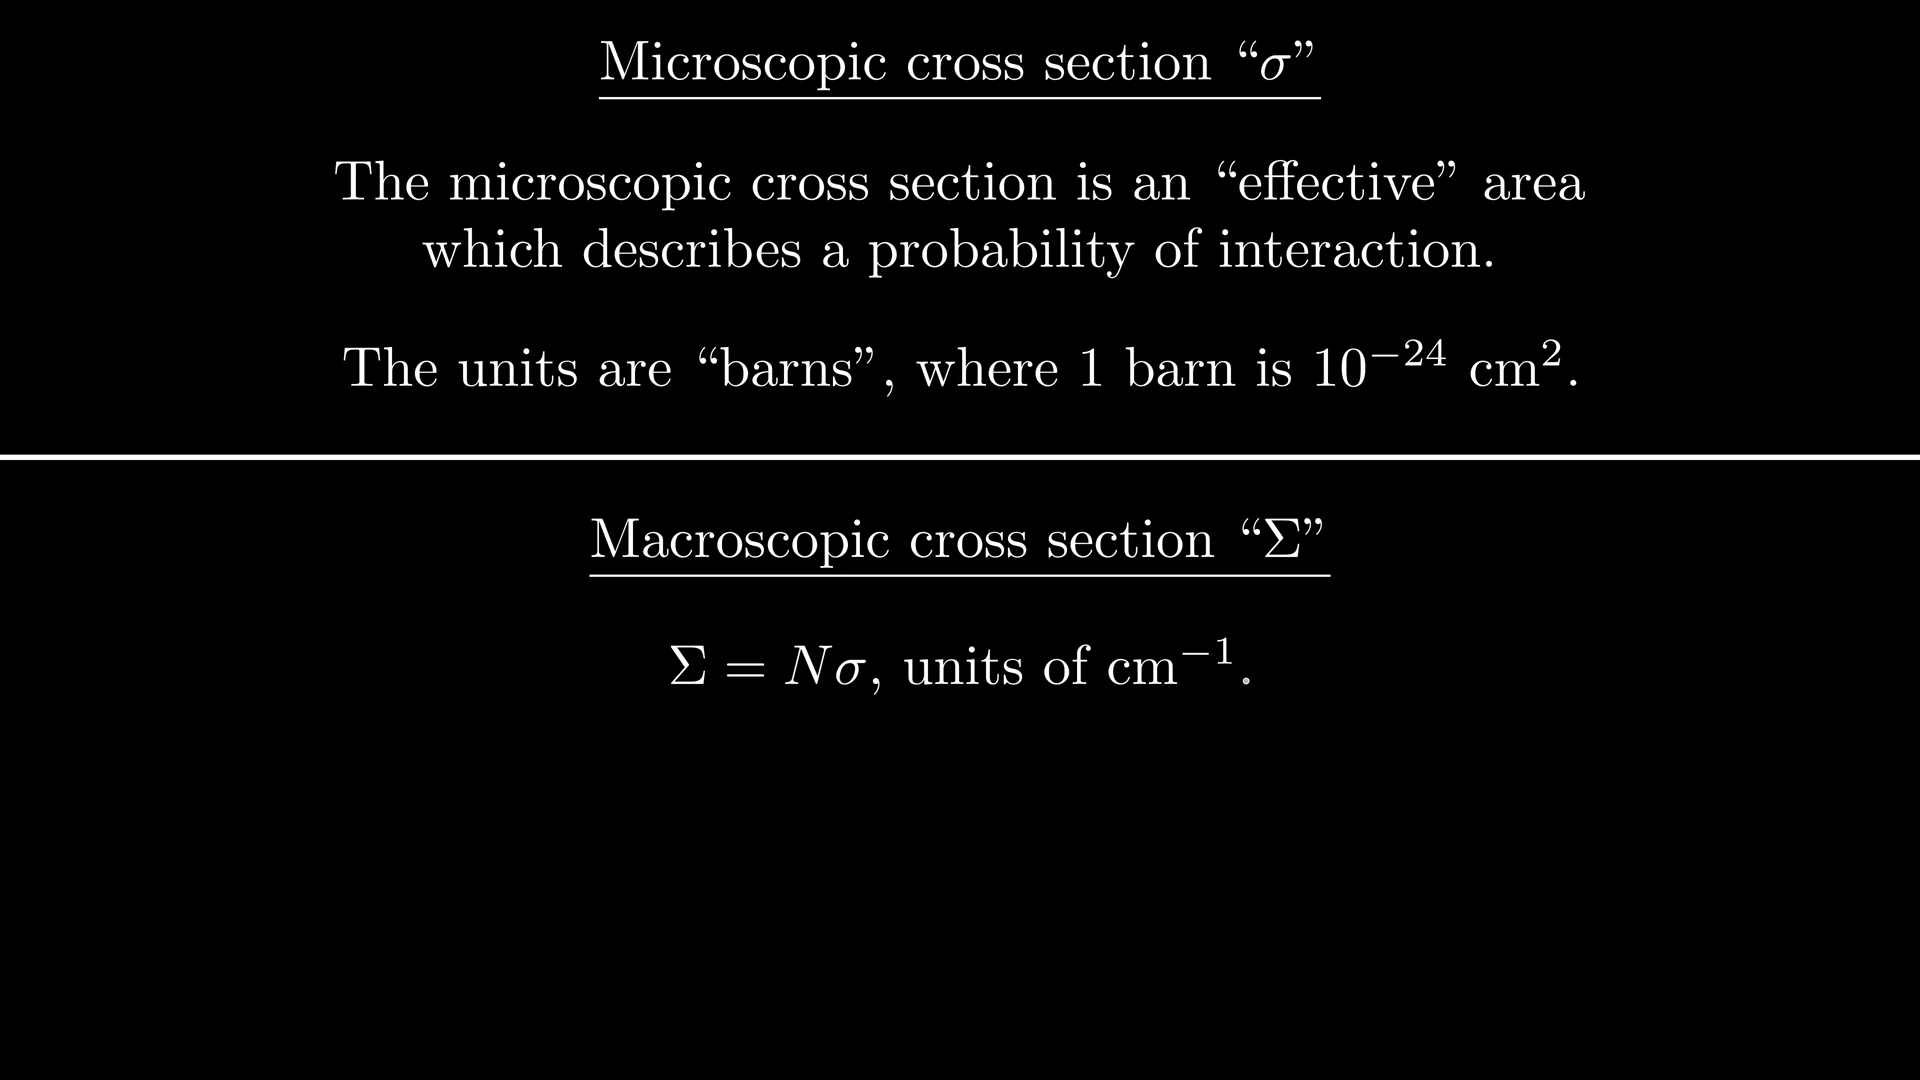 Microscopic cross section “σ”
The microscopic cross section is an “effective” area
which describes a probability of interaction.
The units are “barns”, where 1 barn is 10⁻²⁴ cm².
Macroscopic cross section “Σ”
Σ = Nσ, units of cm⁻¹.